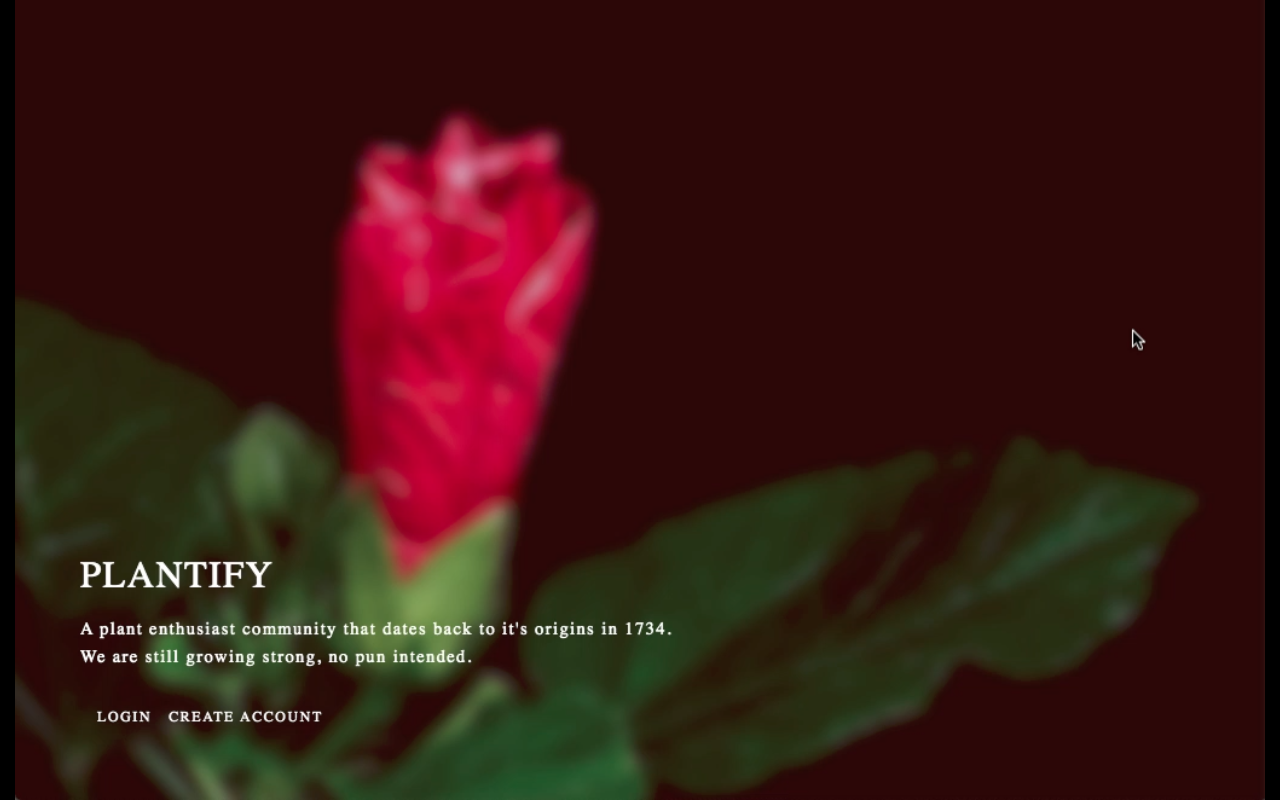 PLANTIFY
A plant enthusiast community that dates back to it's origins in 1734.
We are still growing strong, no pun intended.
LOGIN CREATE ACCOUNT